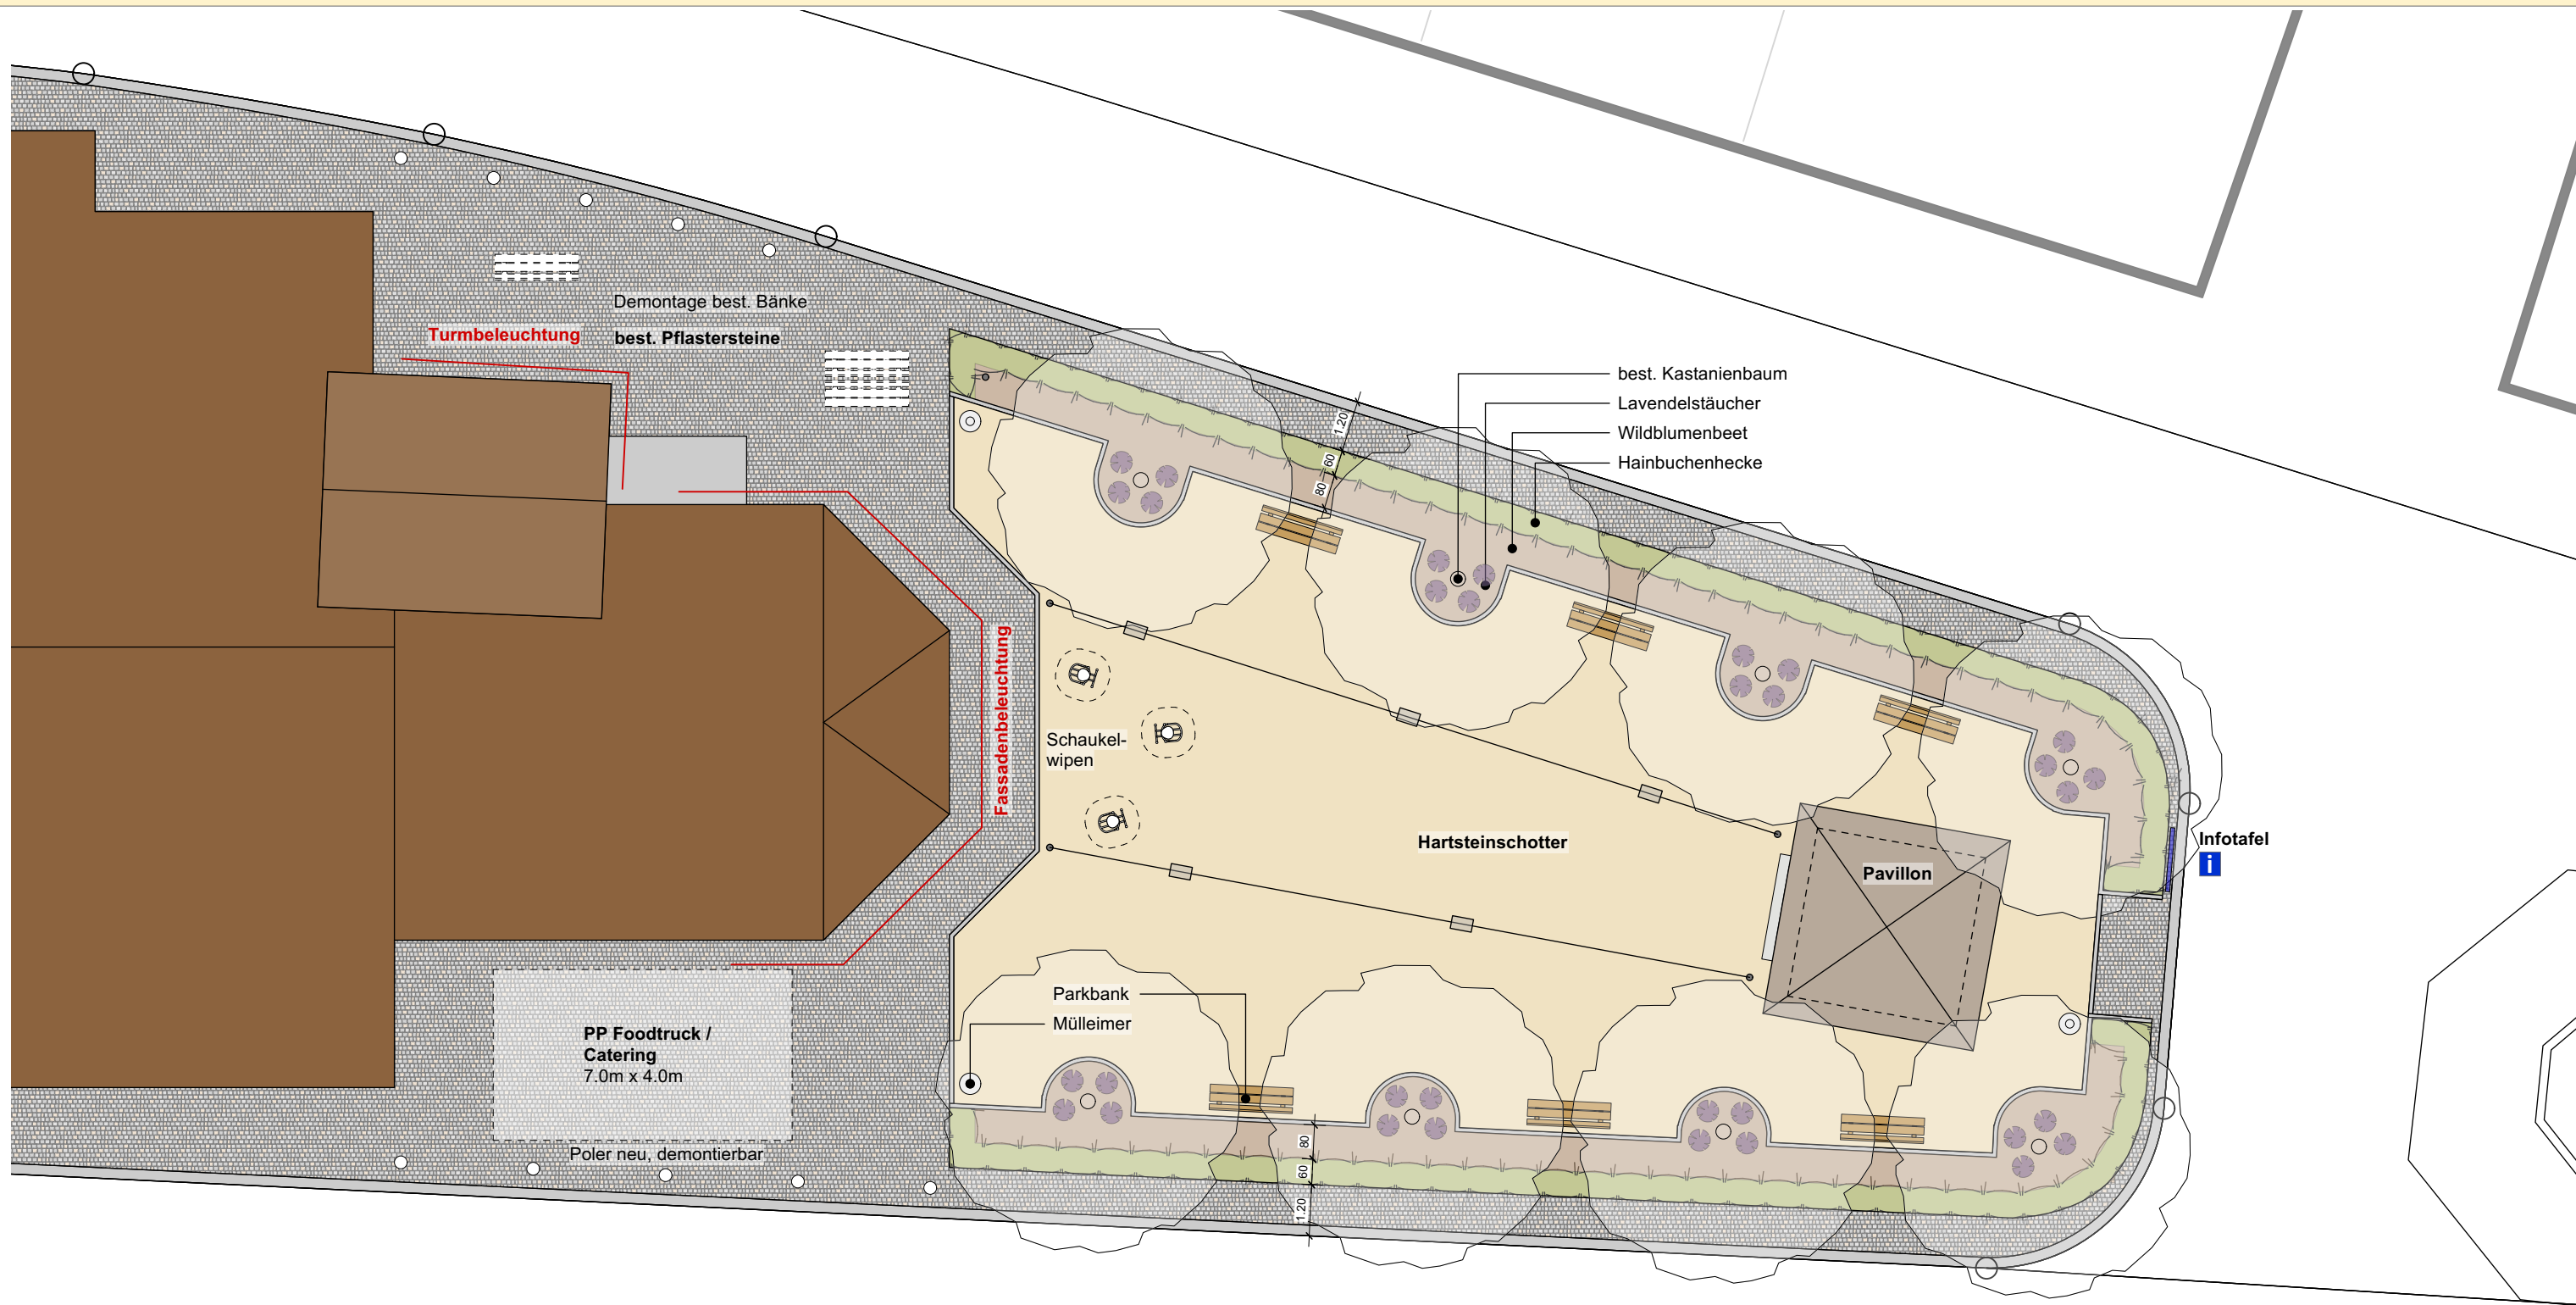 Demontage best. Bänke
Turmbeleuchtung
best. Pflastersteine
best. Kastanienbaum
Lavendelstäucher
Wildblumenbeet
Hainbuchenhecke
1.20
60
80
Fassadenbeleuchtung
Schaukel-
wipen
Hartsteinschotter
Pavillon
Infotafel
i
Parkbank
Mülleimer
PP Foodtruck /
Catering
7.0m x 4.0m
Poler neu, demontierbar
80
60
1.20